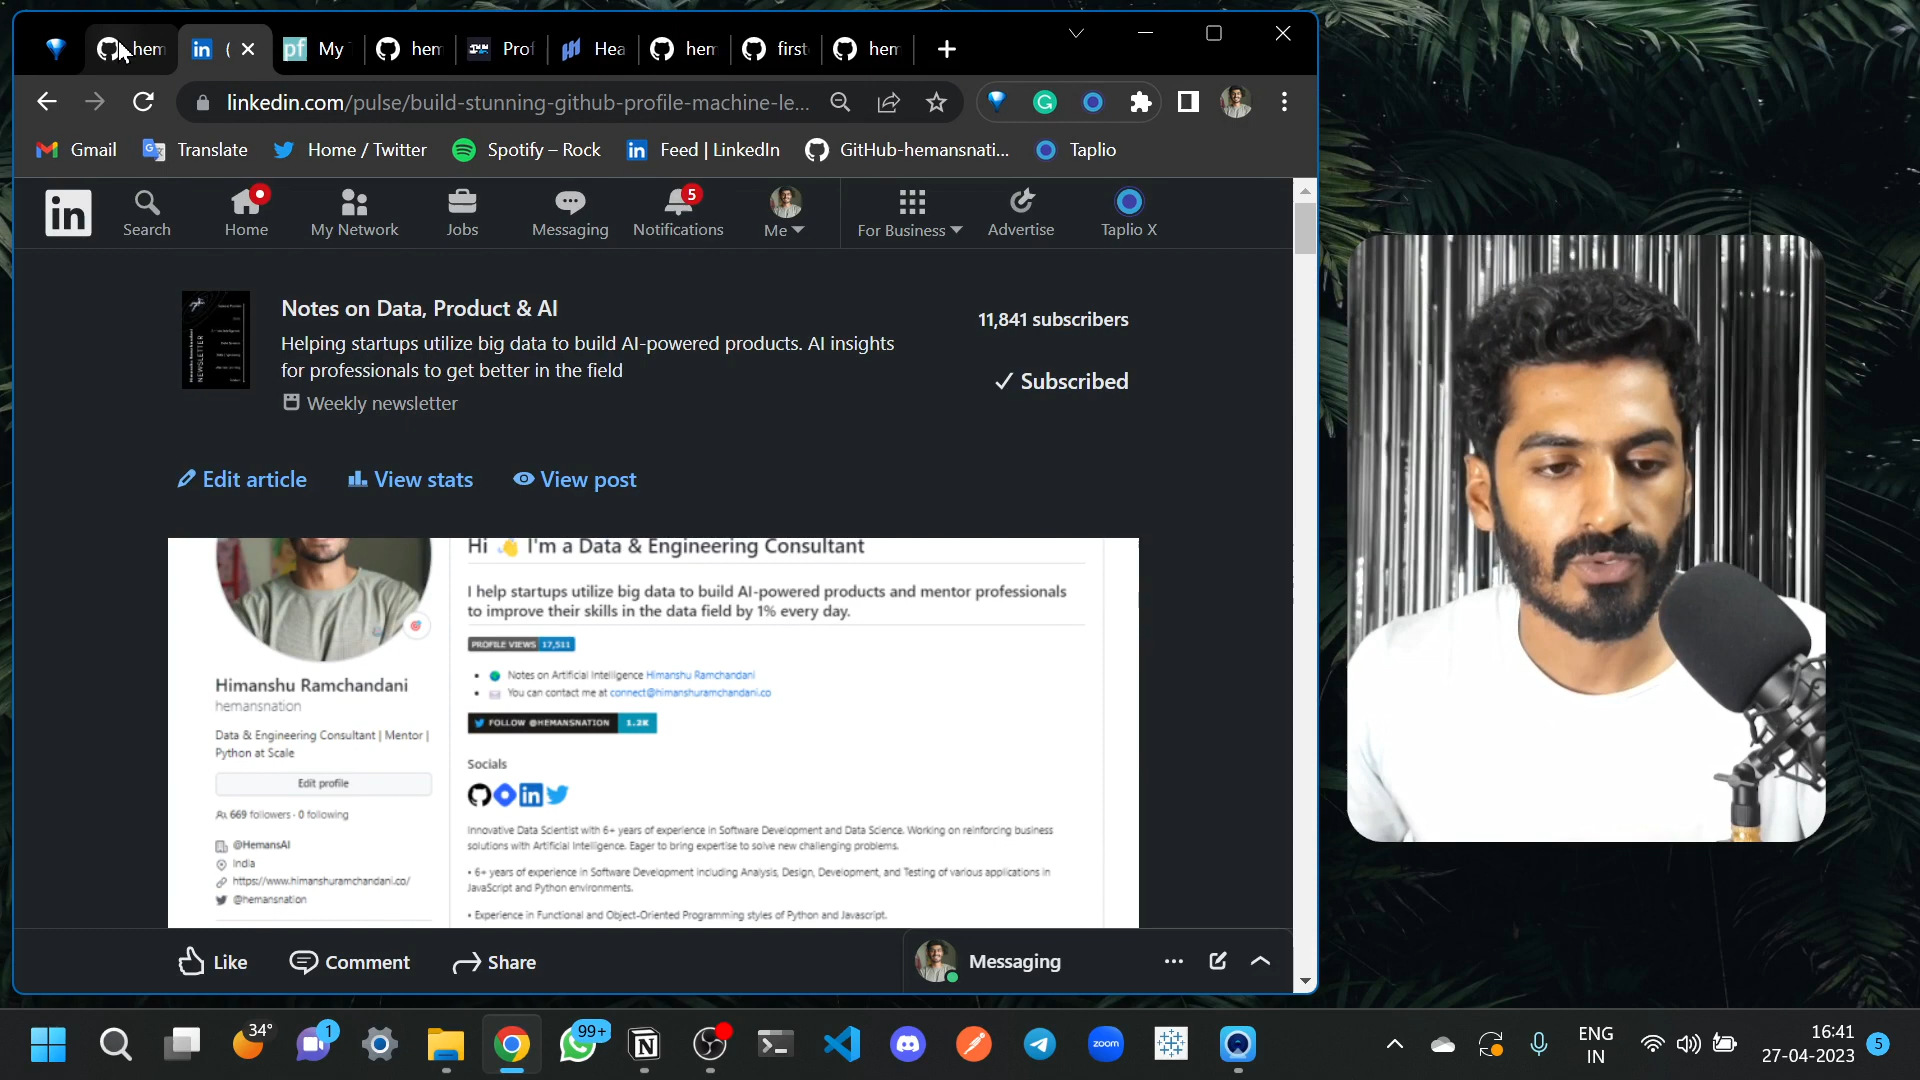 hem
(
My
hem
Prof
Hea
hem
first
hem
linkedin.com/pulse/build-stunning-github-profile-machine-le...
Gmail
Translate
Home / Twitter
Spotify – Rock
Feed | LinkedIn
GitHub-hemansnati...
Taplio
Search
Home
My Network
Jobs
Messaging
5
Notifications
Me
For Business
Advertise
Taplio X
Notes on Data, Product & AI
11,841 subscribers
Helping startups utilize big data to build AI-powered products. AI insights
for professionals to get better in the field
✓ Subscribed
Weekly newsletter
NEWSLETTER
Edit article
View stats
View post
Hi 👋 I'm a Data & Engineering Consultant
I help startups utilize big data to build AI-powered products and mentor professionals
to improve their skills in the data field by 1% every day.
PROFILE VIEWS 17,511
Notes on Artificial Intelligence Himanshu Ramchandani
You can contact me at connect@himanshuramchandani.co
FOLLOW @HEMANSNATION 1.2K
Himanshu Ramchandani
hemansnation
Data & Engineering Consultant | Mentor |
Python at Scale
Edit profile
669 followers · 0 following
@HemansAI
India
https://www.himanshuramchandani.co/
@hemansnation
Socials
Innovative Data Scientist with 6+ years of experience in Software Development and Data Science. Working on reinforcing business
solutions with Artificial Intelligence. Eager to bring expertise to solve new challenging problems.
• 6+ years of experience in Software Development including Analysis, Design, Development, and Testing of various applications in
JavaScript and Python environments.
• Experience in Functional and Object-Oriented Programming styles of Python and Javascript.
Like
Comment
Share
Messaging
34°
1
99+
zoom
ENG
IN
16:41
27-04-2023
5